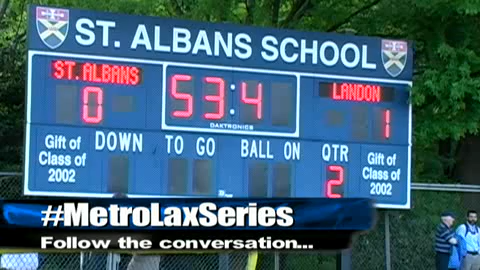 ST. ALBANS SCHOOL
ST.ALBANS 53:4 LANDON
0 DAKTRONICS 1
Gift of Class of 2002 DOWN TO GO BALL ON QTR 2 Gift of Class of 2002
#MetroLaxSeries
Follow the conversation...